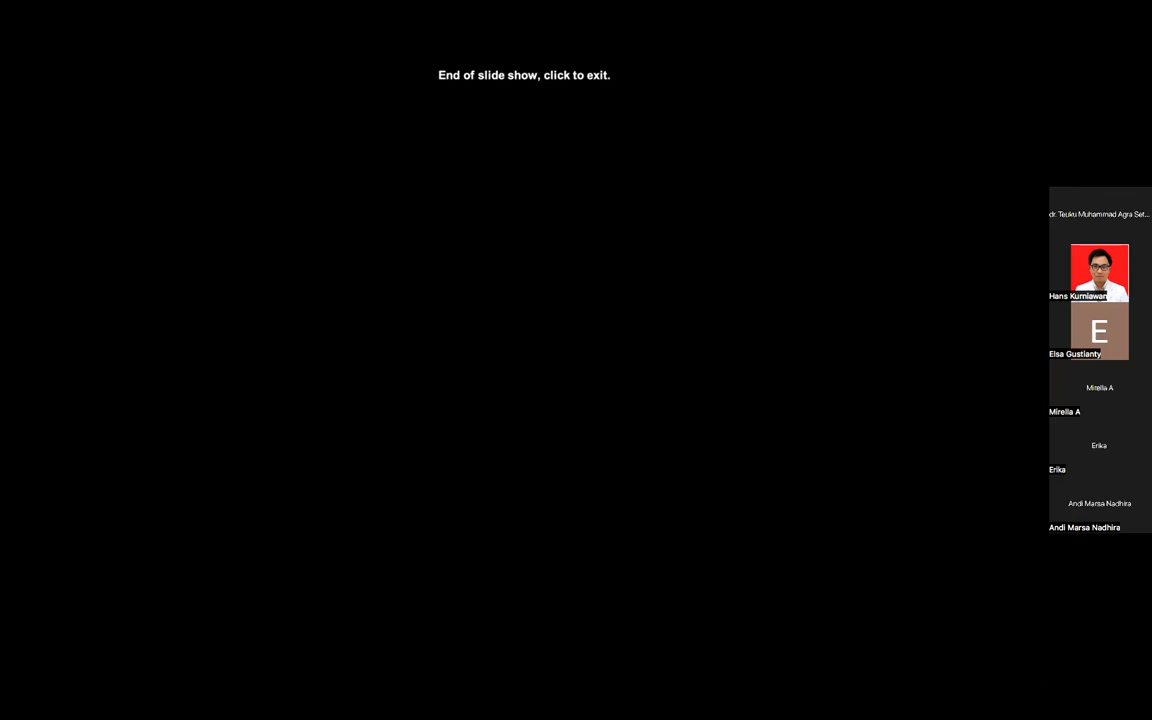 End of slide show, click to exit.
dr. Teuku Muhammad Agra Set...
Hans Kurniawan
E
Elsa Gustianty
Mirella A
Mirella A
Erika
Erika
Andi Marsa Nadhira
Andi Marsa Nadhira